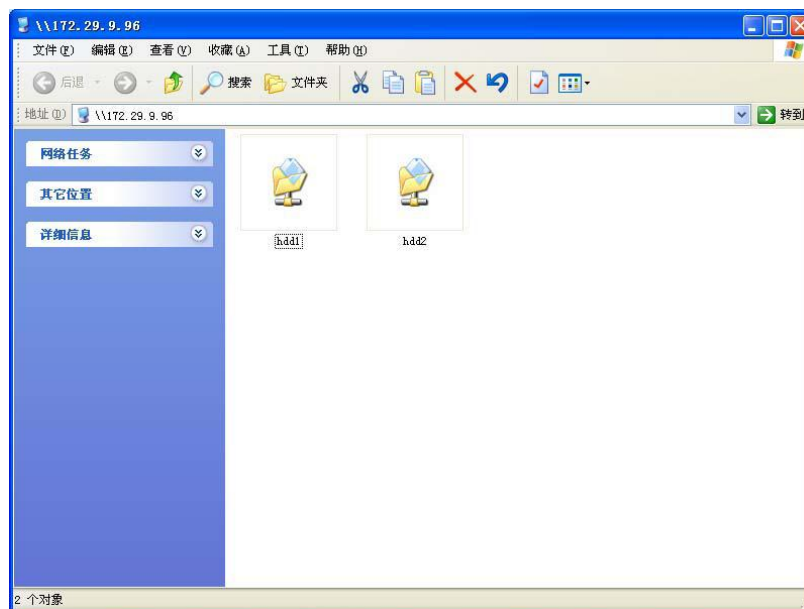 \\172.29.9.96
文件(F) 编辑(E) 查看(V) 收藏(A) 工具(T) 帮助(H)
后退 搜索 文件夹
地址(D) \\172.29.9.96 转到
网络任务
其它位置
详细信息
hdd1 hdd2
2 个对象